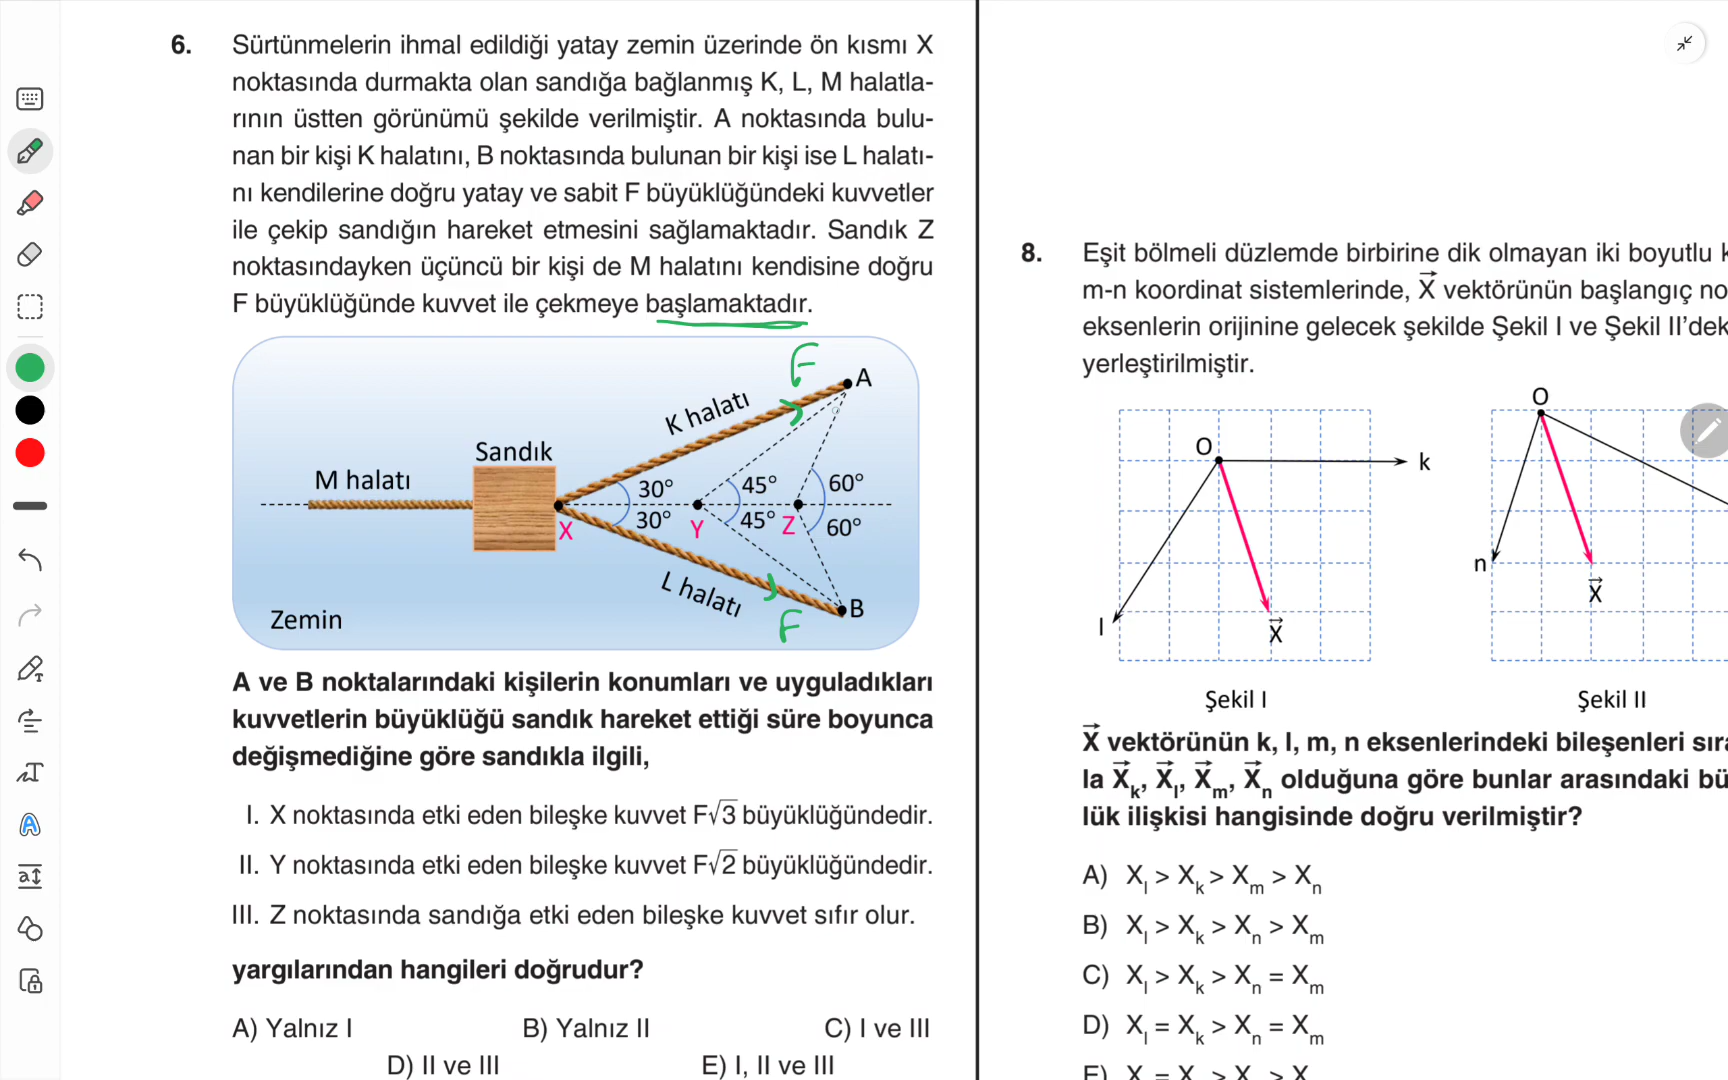 6. Sürtünmelerin ihmal edildiği yatay zemin üzerinde ön kısmı X
noktasında durmakta olan sandığa bağlanmış K, L, M halatla-
rının üstten görünümü şekilde verilmiştir. A noktasında bulu-
nan bir kişi K halatını, B noktasında bulunan bir kişi ise L halatı-
nı kendilerine doğru yatay ve sabit F büyüklüğündeki kuvvetler
ile çekip sandığın hareket etmesini sağlamaktadır. Sandık Z
noktasındayken üçüncü bir kişi de M halatını kendisine doğru
F büyüklüğünde kuvvet ile çekmeye başlamaktadır.
F
A
K halatı
Sandık
M halatı
30° 45° 60°
X Y Z
30° 45° 60°
L halatı
B
F
Zemin
A ve B noktalarındaki kişilerin konumları ve uyguladıkları
kuvvetlerin büyüklüğü sandık hareket ettiği süre boyunca
değişmediğine göre sandıkla ilgili,
I. X noktasında etki eden bileşke kuvvet F√3 büyüklüğündedir.
II. Y noktasında etki eden bileşke kuvvet F√2 büyüklüğündedir.
III. Z noktasında sandığa etki eden bileşke kuvvet sıfır olur.
yargılarından hangileri doğrudur?
A) Yalnız I B) Yalnız II C) I ve III
D) II ve III E) I, II ve III
8. Eşit bölmeli düzlemde birbirine dik olmayan iki boyutlu k
m-n koordinat sistemlerinde, X⃗ vektörünün başlangıç no
eksenlerin orijinine gelecek şekilde Şekil I ve Şekil II'dek
yerleştirilmiştir.
O
k
l
X⃗
Şekil I
O
n
X⃗
Şekil II
X⃗ vektörünün k, l, m, n eksenlerindeki bileşenleri sıra
la X⃗k, X⃗l, X⃗m, X⃗n olduğuna göre bunlar arasındaki bü
lük ilişkisi hangisinde doğru verilmiştir?
A) Xl > Xk > Xm > Xn
B) Xl > Xk > Xn > Xm
C) Xl > Xk > Xn = Xm
D) Xl = Xk > Xn = Xm
E) X = X > X > X